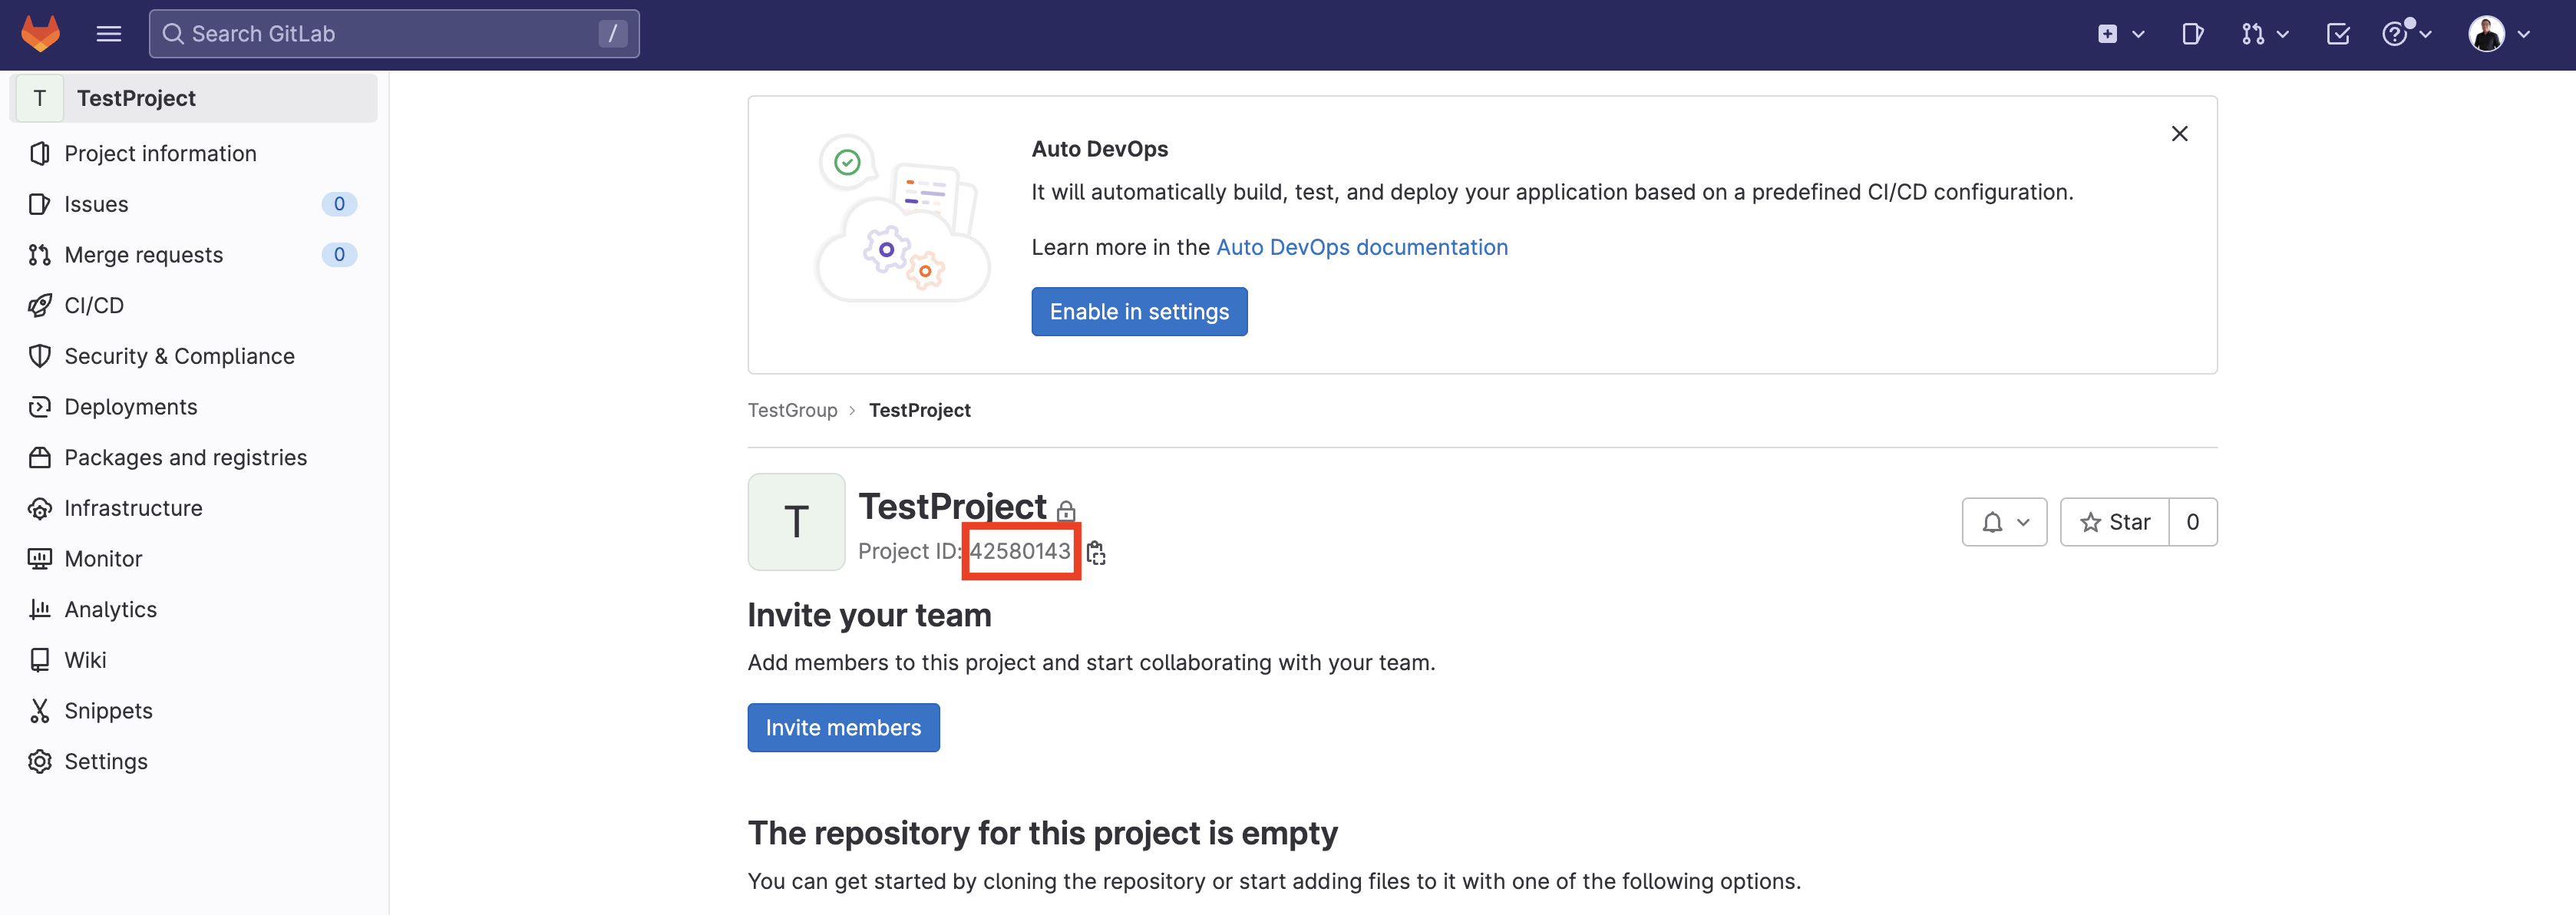 Search GitLab /
T TestProject
Project information
Issues 0
Merge requests 0
CI/CD
Security & Compliance
Deployments
Packages and registries
Infrastructure
Monitor
Analytics
Wiki
Snippets
Settings
Auto DevOps
It will automatically build, test, and deploy your application based on a predefined CI/CD configuration.
Learn more in the Auto DevOps documentation
Enable in settings
TestGroup > TestProject
T
TestProject
Project ID: 42580143
Star 0
Invite your team
Add members to this project and start collaborating with your team.
Invite members
The repository for this project is empty
You can get started by cloning the repository or start adding files to it with one of the following options.